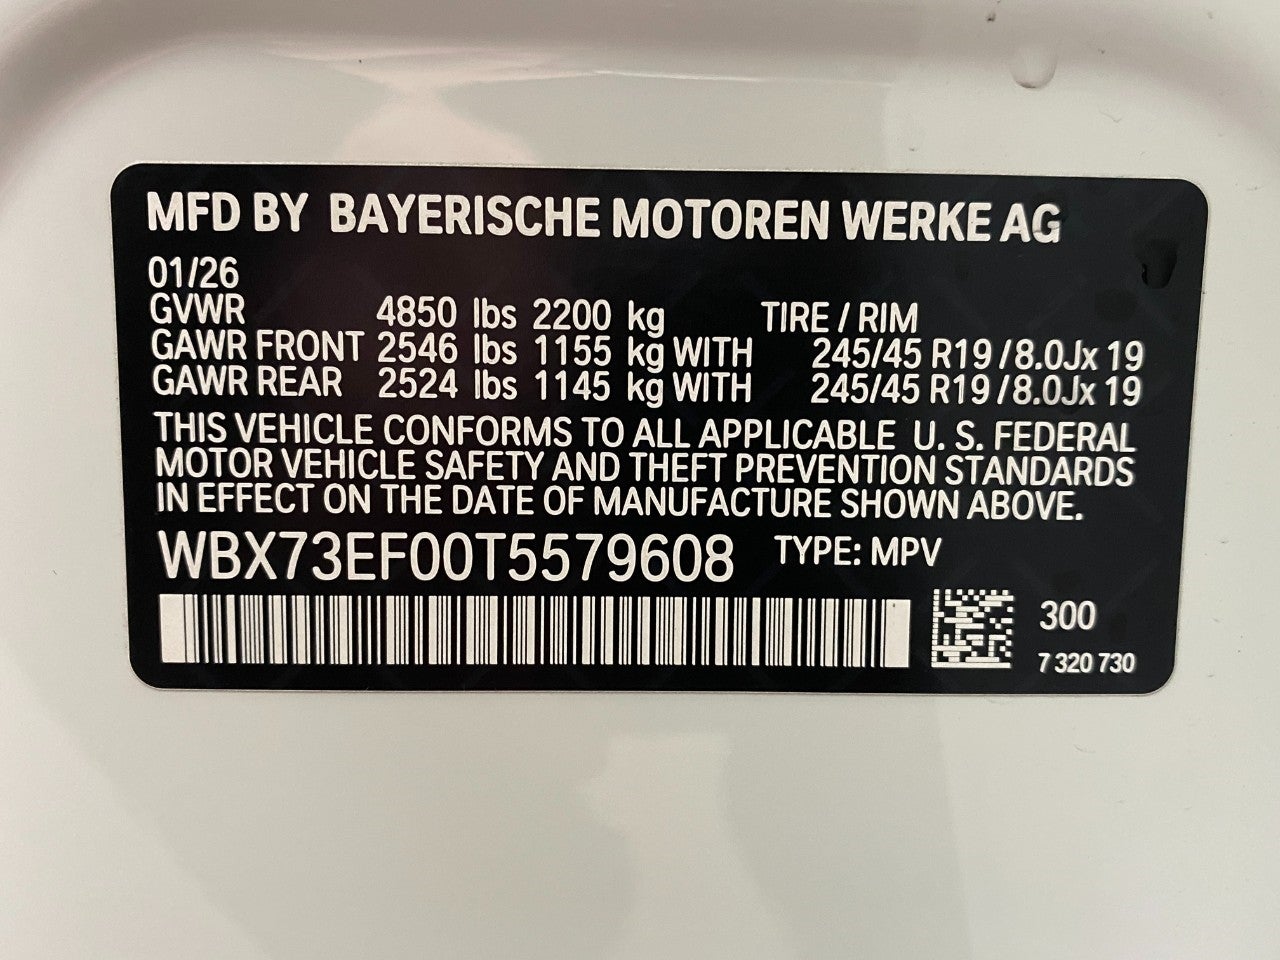 MFD BY BAYERISCHE MOTOREN WERKE AG
01/26
GVWR 4850 lbs 2200 kg TIRE / RIM
GAWR FRONT 2546 lbs 1155 kg WITH 245/45 R19 / 8.0Jx 19
GAWR REAR 2524 lbs 1145 kg WITH 245/45 R19 / 8.0Jx 19
THIS VEHICLE CONFORMS TO ALL APPLICABLE U. S. FEDERAL
MOTOR VEHICLE SAFETY AND THEFT PREVENTION STANDARDS
IN EFFECT ON THE DATE OF MANUFACTURE SHOWN ABOVE.
WBX73EF00T5579608 TYPE: MPV
300
7 320 730